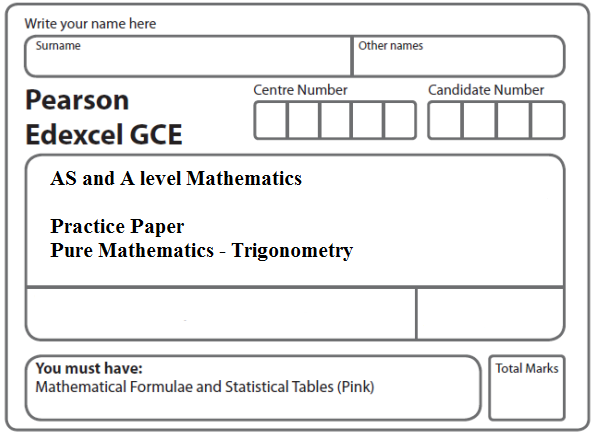 Write your name here
Surname
Other names
Pearson
Edexcel GCE
Centre Number
Candidate Number
AS and A level Mathematics
Practice Paper
Pure Mathematics - Trigonometry
You must have:
Mathematical Formulae and Statistical Tables (Pink)
Total Marks